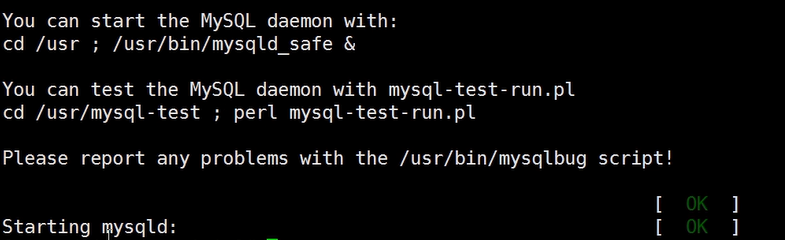 You can start the MySQL daemon with:
cd /usr ; /usr/bin/mysqld_safe &
You can test the MySQL daemon with mysql-test-run.pl
cd /usr/mysql-test ; perl mysql-test-run.pl
Please report any problems with the /usr/bin/mysqlbug script!
[ OK ]
Starting mysqld: [ OK ]